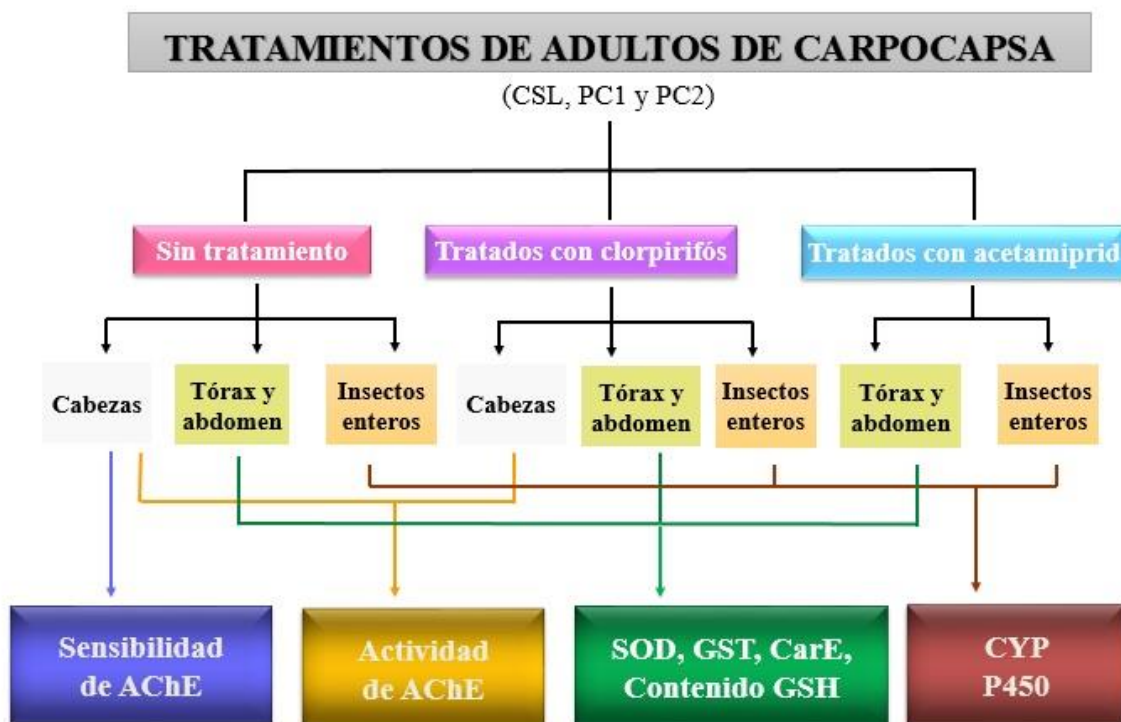 TRATAMIENTOS DE ADULTOS DE CARPOCAPSA
(CSL, PC1 y PC2)
Sin tratamiento
Tratados con clorpirifós
Tratados con acetamiprid
Cabezas
Tórax y
abdomen
Insectos
enteros
Cabezas
Tórax y
abdomen
Insectos
enteros
Tórax y
abdomen
Insectos
enteros
Sensibilidad
de AChE
Actividad
de AChE
SOD, GST, CarE,
Contenido GSH
CYP
P450